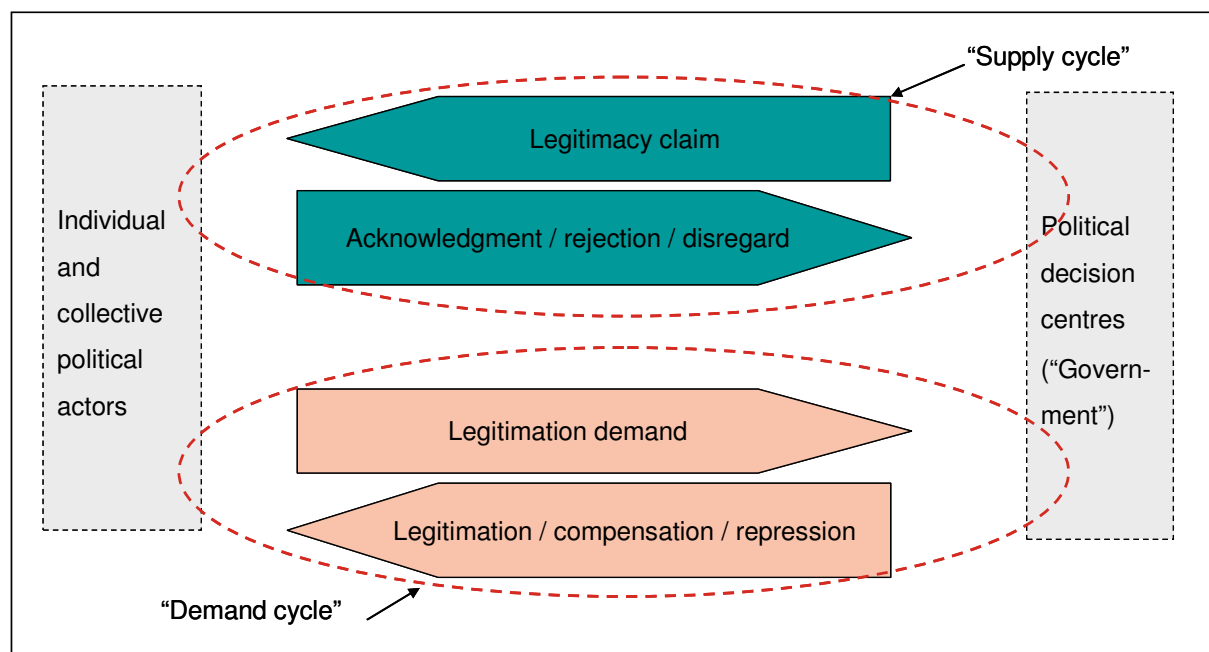 “Supply cycle”
Legitimacy claim
Acknowledgment / rejection / disregard
Individual
and
collective
political
actors
Political
decision
centres
(“Govern-
ment”)
Legitimation demand
Legitimation / compensation / repression
“Demand cycle”